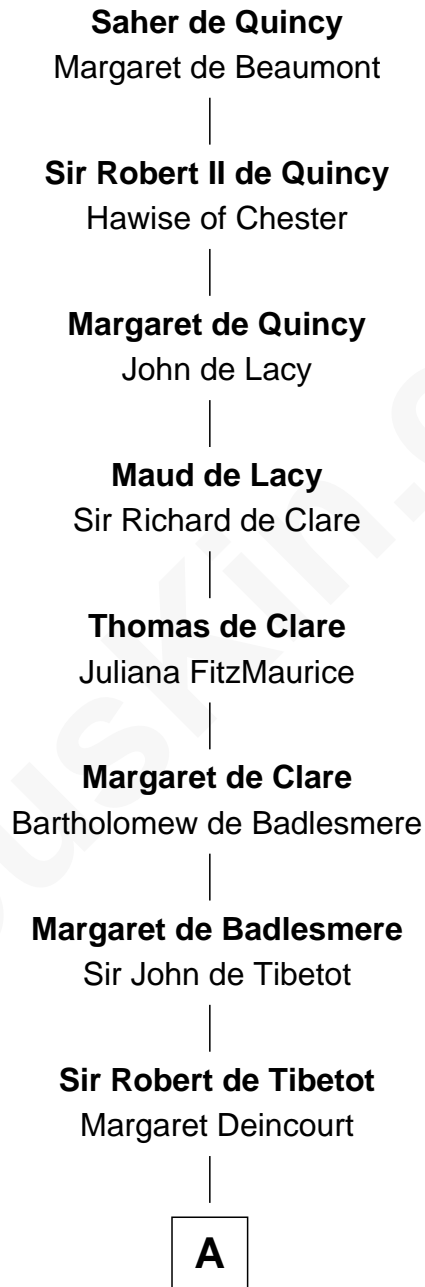 Saher de Quincy
Margaret de Beaumont
Sir Robert II de Quincy
Hawise of Chester
Margaret de Quincy
John de Lacy
Maud de Lacy
Sir Richard de Clare
Thomas de Clare
Juliana FitzMaurice
Margaret de Clare
Bartholomew de Badlesmere
Margaret de Badlesmere
Sir John de Tibetot
Sir Robert de Tibetot
Margaret Deincourt
A